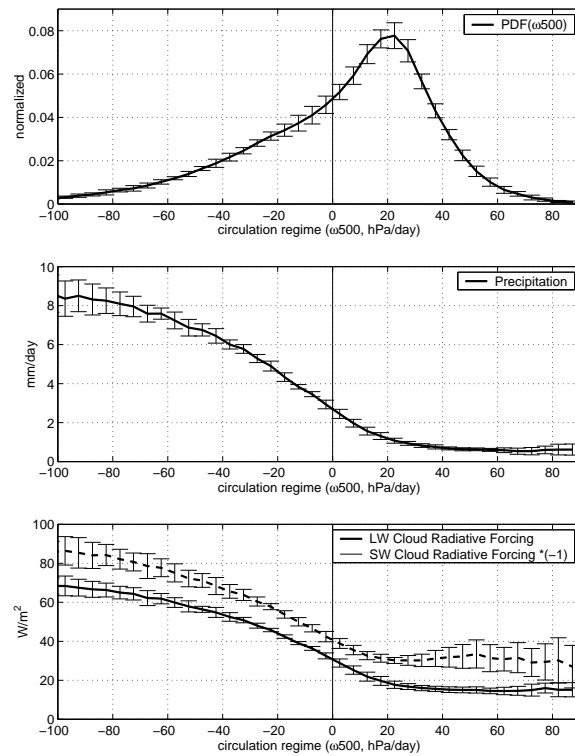 PDF(ω500)
0.08
0.06
0.04
0.02
0
normalized
−100 −80 −60 −40 −20 0 20 40 60 80
circulation regime (ω500, hPa/day)
Precipitation
10
8
6
4
2
0
mm/day
−100 −80 −60 −40 −20 0 20 40 60 80
circulation regime (ω500, hPa/day)
LW Cloud Radiative Forcing
SW Cloud Radiative Forcing *(−1)
100
80
60
40
20
0
W/m²
−100 −80 −60 −40 −20 0 20 40 60 80
circulation regime (ω500, hPa/day)